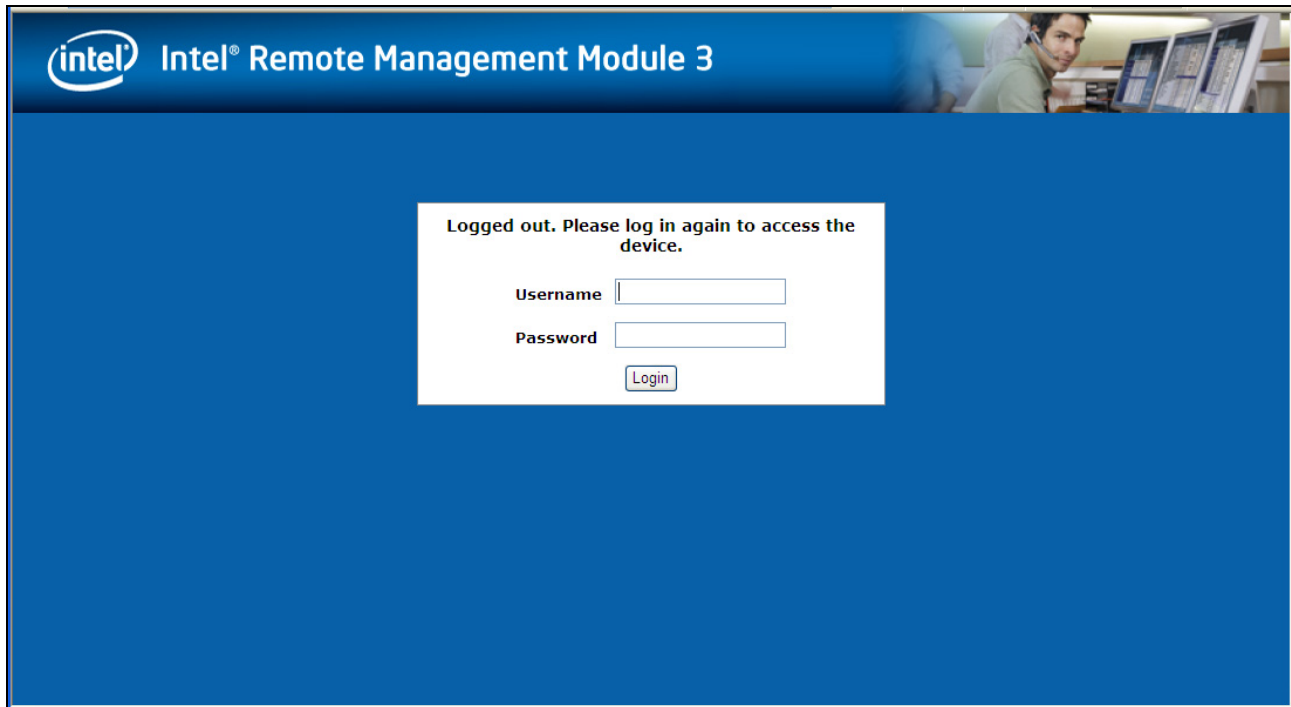 intel® Intel® Remote Management Module 3
Logged out. Please log in again to access the
device.
Username
Password
Login